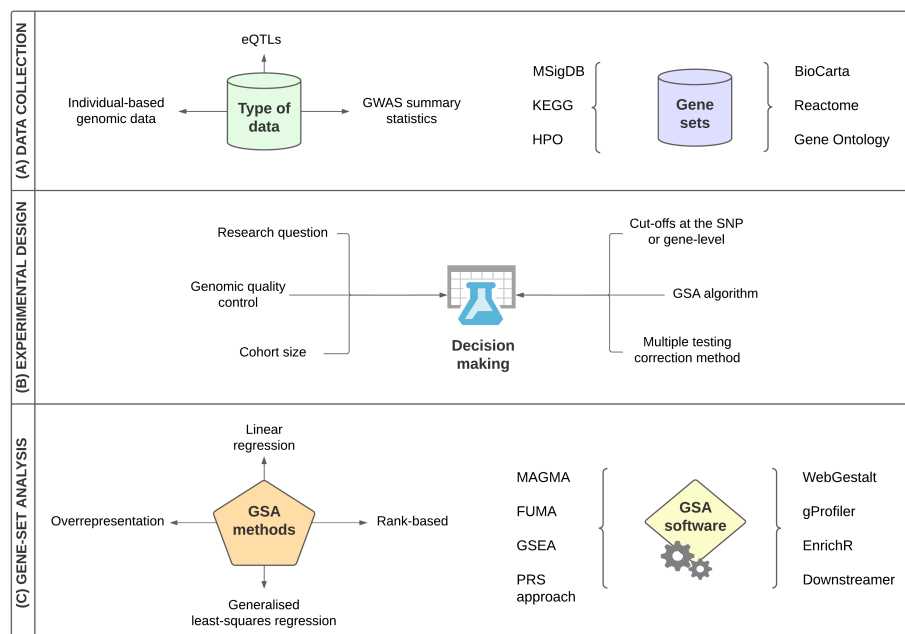 (A) DATA COLLECTION
eQTLs
Individual-based
genomic data
Type of
data
GWAS summary
statistics
MSigDB
KEGG
HPO
Gene
sets
BioCarta
Reactome
Gene Ontology
(B) EXPERIMENTAL DESIGN
Research question
Genomic quality
control
Cohort size
Decision
making
Cut-offs at the SNP
or gene-level
GSA algorithm
Multiple testing
correction method
(C) GENE-SET ANALYSIS
Linear
regression
Overrepresentation
GSA
methods
Rank-based
Generalised
least-squares regression
MAGMA
FUMA
GSEA
PRS
approach
GSA
software
WebGestalt
gProfiler
EnrichR
Downstreamer